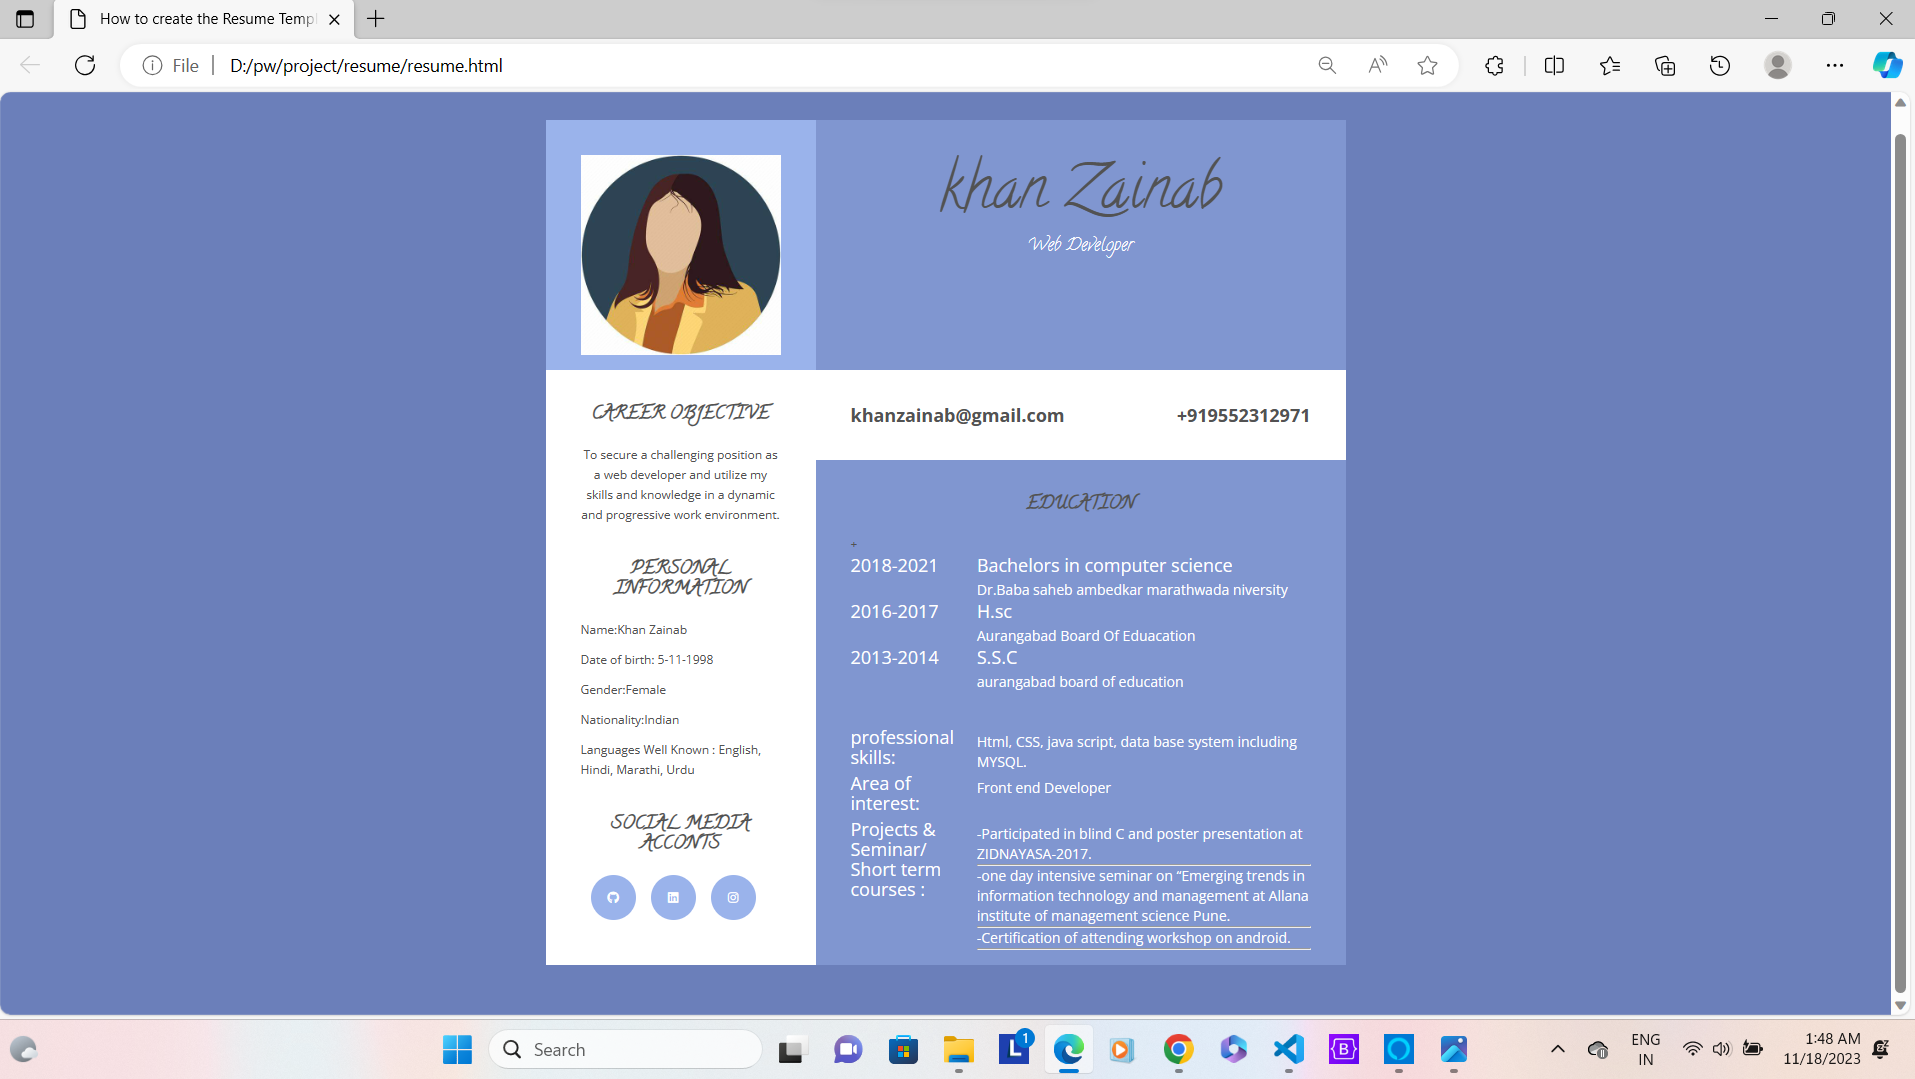 How to create the Resume Temp
File
D:/pw/project/resume/resume.html
khan Zainab
Web Developer
CAREER OBJECTIVE
To secure a challenging position as
a web developer and utilize my
skills and knowledge in a dynamic
and progressive work environment.
PERSONAL
INFORMATION
Name:Khan Zainab
Date of birth: 5-11-1998
Gender:Female
Nationality:Indian
Languages Well Known : English,
Hindi, Marathi, Urdu
SOCIAL MEDIA
ACCONTS
khanzainab@gmail.com
+919552312971
EDUCATION
+
2018-2021
Bachelors in computer science
Dr.Baba saheb ambedkar marathwada niversity
2016-2017
H.sc
Aurangabad Board Of Eduacation
2013-2014
S.S.C
aurangabad board of education
professional
skills:
Html, CSS, java script, data base system including
MYSQL.
Area of
interest:
Front end Developer
Projects &
Seminar/
Short term
courses :
-Participated in blind C and poster presentation at
ZIDNAYASA-2017.
-one day intensive seminar on “Emerging trends in
information technology and management at Allana
institute of management science Pune.
-Certification of attending workshop on android.
Search
L
1
B
ENG
IN
1:48 AM
11/18/2023